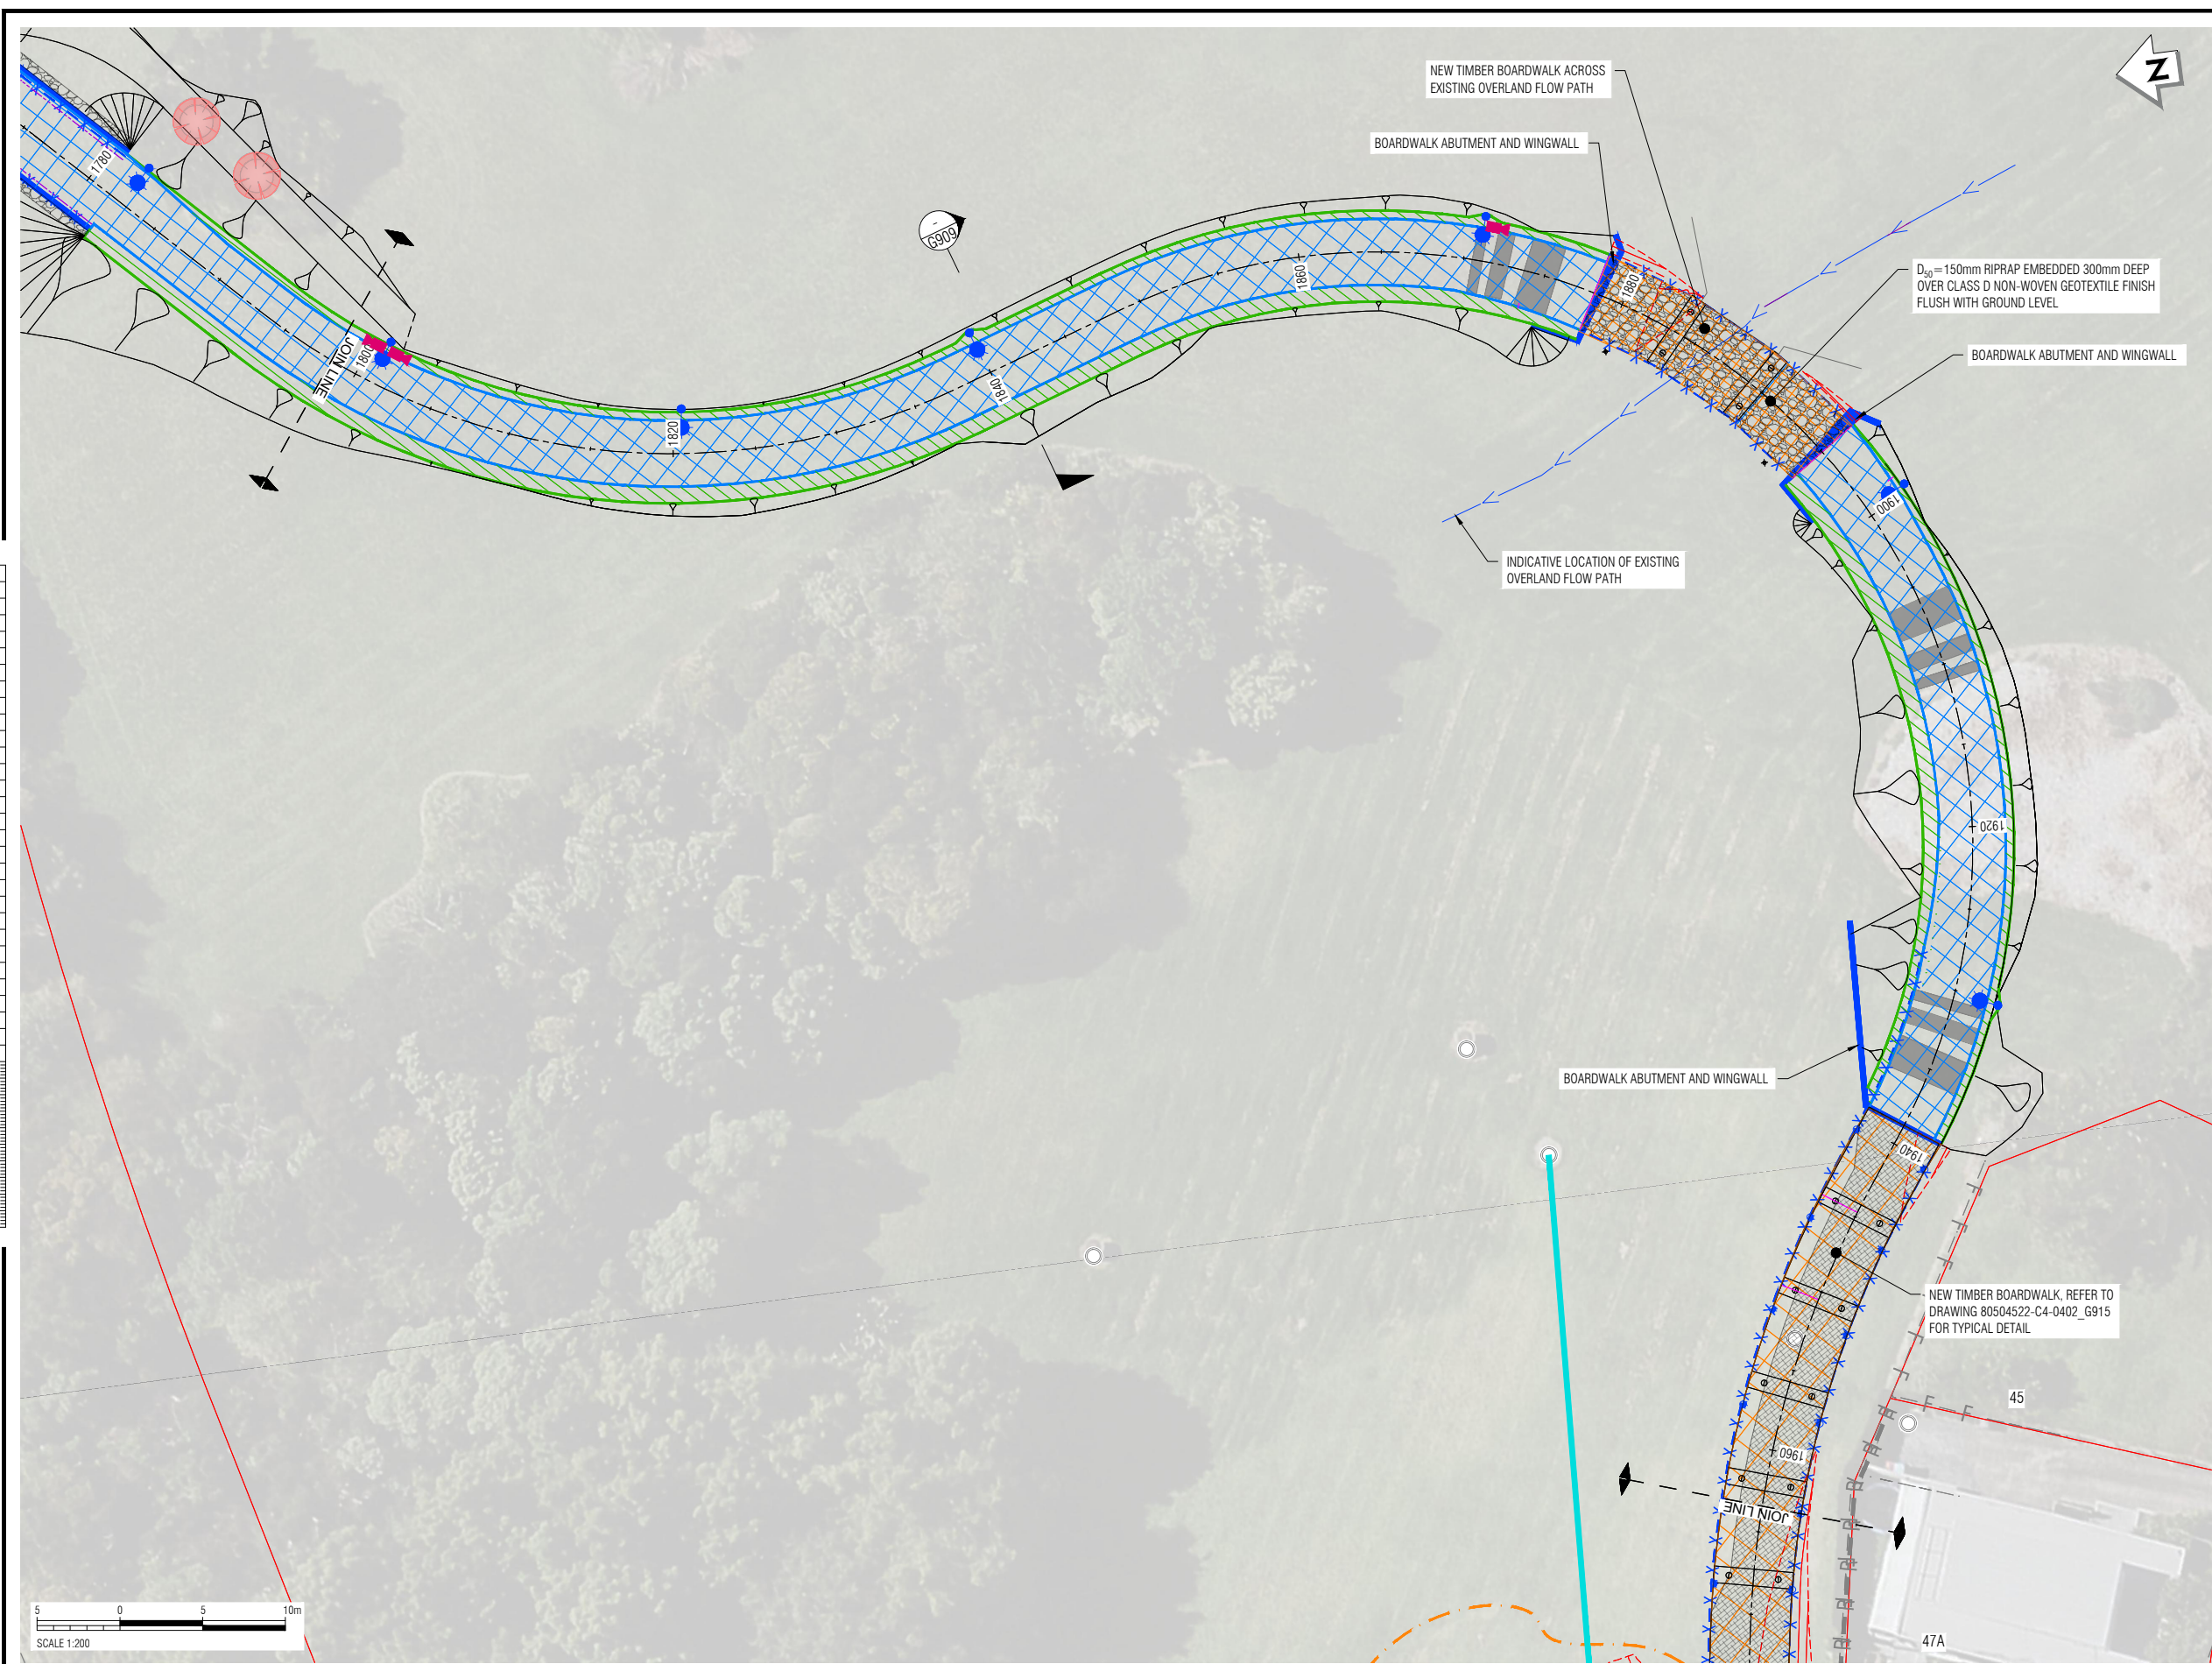 NEW TIMBER BOARDWALK ACROSS
EXISTING OVERLAND FLOW PATH
N
BOARDWALK ABUTMENT AND WINGWALL
1780
G909
-
1860
1880
D50=150mm RIPRAP EMBEDDED 300mm DEEP
OVER CLASS D NON-WOVEN GEOTEXTILE FINISH
FLUSH WITH GROUND LEVEL
BOARDWALK ABUTMENT AND WINGWALL
1800
JOIN LINE
1840
1820
1900
INDICATIVE LOCATION OF EXISTING
OVERLAND FLOW PATH
1920
BOARDWALK ABUTMENT AND WINGWALL
1940
NEW TIMBER BOARDWALK, REFER TO
DRAWING 80504522-C4-0402_G915
FOR TYPICAL DETAIL
45
1960
JOIN LINE
5 0 5 10m
SCALE 1:200
47A